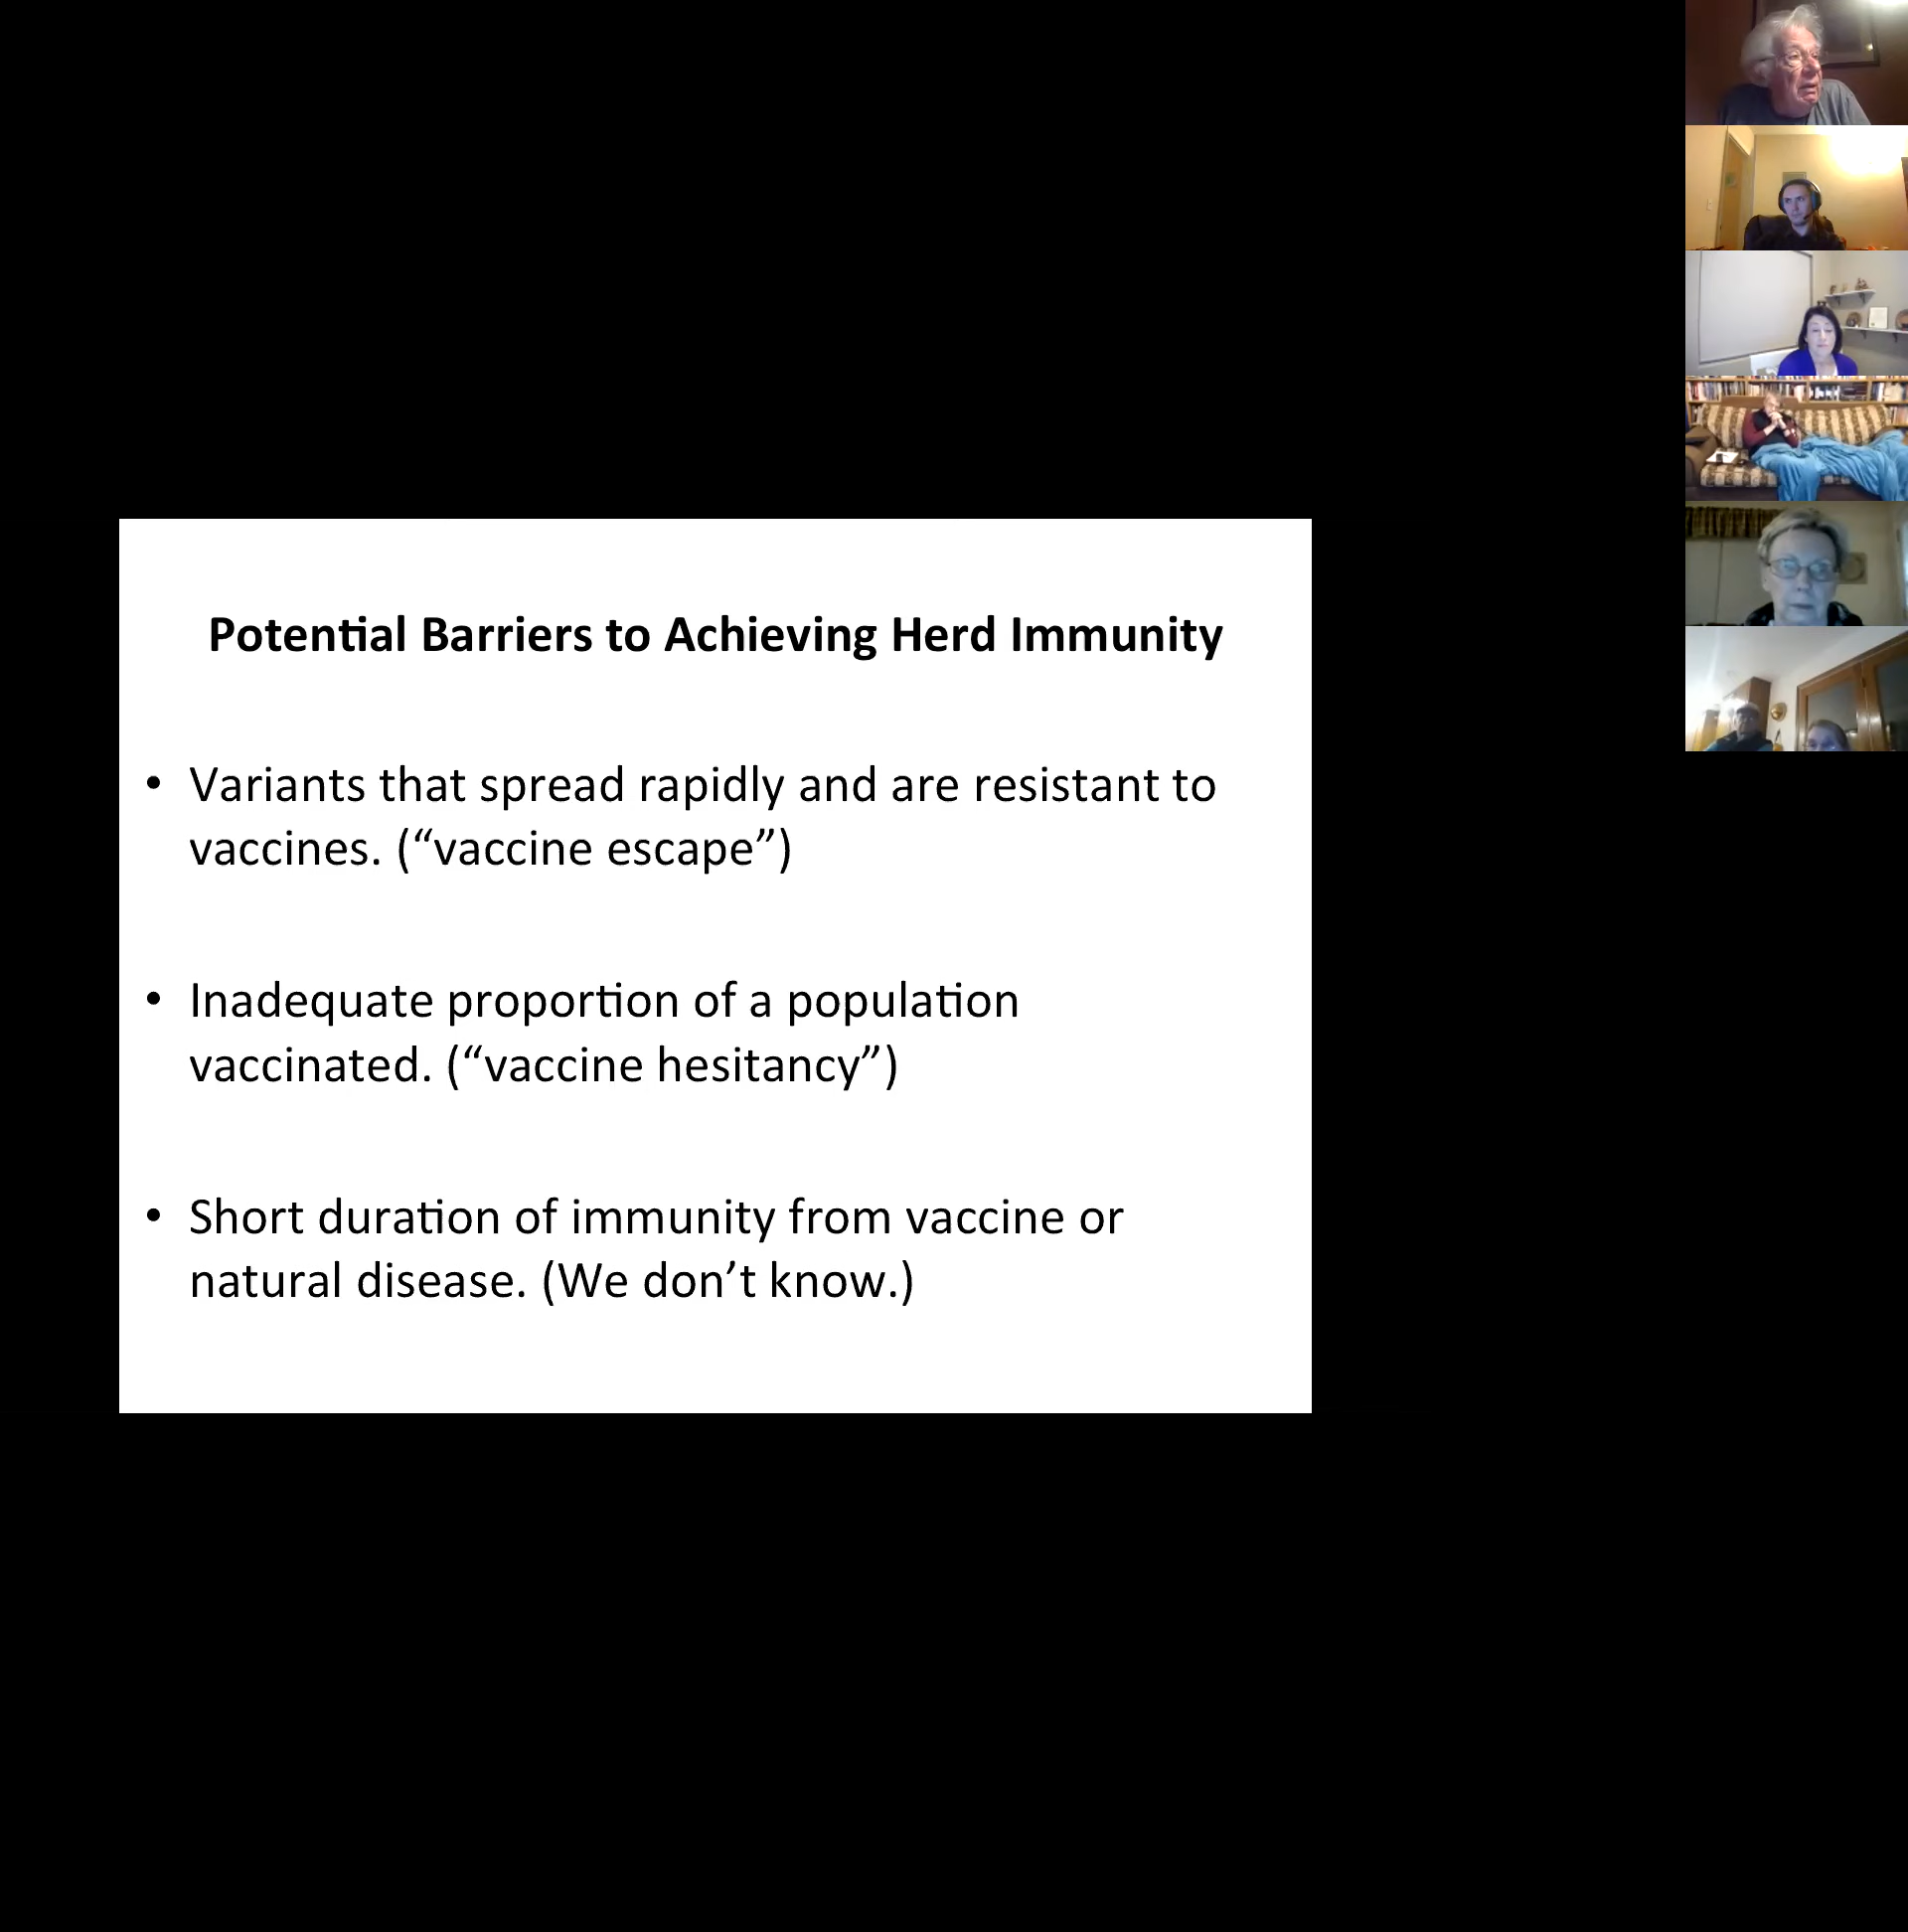 Potential Barriers to Achieving Herd Immunity
• Variants that spread rapidly and are resistant to
vaccines. (“vaccine escape”)
• Inadequate proportion of a population
vaccinated. (“vaccine hesitancy”)
• Short duration of immunity from vaccine or
natural disease. (We don’t know.)